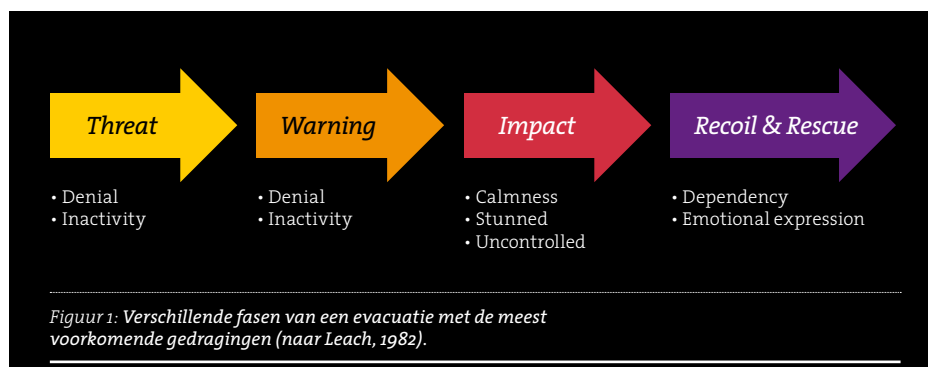 Threat
Warning
Impact
Recoil & Rescue
• Denial
• Inactivity
• Denial
• Inactivity
• Calmness
• Stunned
• Uncontrolled
• Dependency
• Emotional expression
Figuur 1: Verschillende fasen van een evacuatie met de meest
voorkomende gedragingen (naar Leach, 1982).